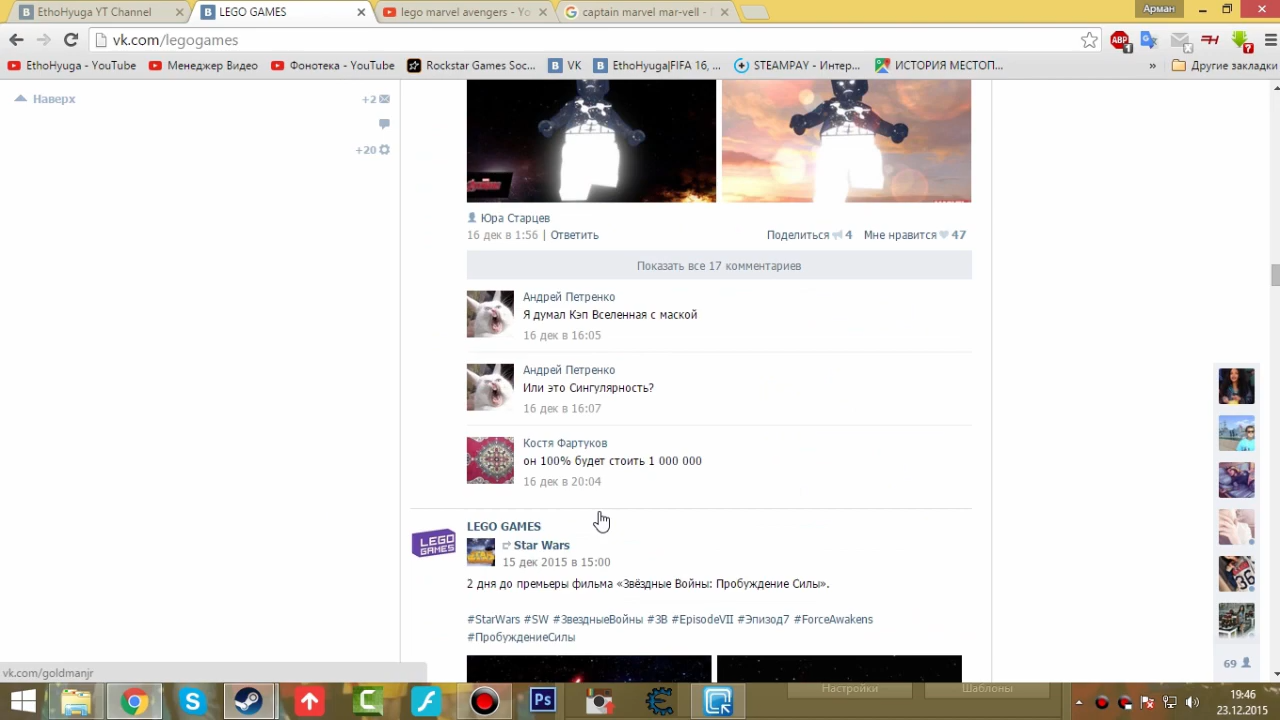 EthoHyuga YT Channel
LEGO GAMES
lego marvel avengers - Yo
captain marvel mar-vell -
Арман
vk.com/legogames
EthoHyuga - YouTube
Менеджер Видео
Фонотека - YouTube
Rockstar Games Soc...
VK
EthoHyuga|FIFA 16, ...
STEAMPAY - Интер...
ИСТОРИЯ МЕСТОП...
»
Другие закладки
Наверх
+2
+20
Юра Старцев
16 дек в 1:56 | Ответить
Поделиться 4 Мне нравится 47
Показать все 17 комментариев
Андрей Петренко
Я думал Кэп Вселенная с маской
16 дек в 16:05
Андрей Петренко
Или это Сингулярность?
16 дек в 16:07
Костя Фартуков
он 100% будет стоить 1 000 000
16 дек в 20:04
LEGO GAMES
LEGO GAMES
Star Wars
15 дек 2015 в 15:00
2 дня до премьеры фильма «Звёздные Войны: Пробуждение Силы».
#StarWars #SW #ЗвездныеВойны #ЗВ #EpisodeVII #Эпизод7 #ForceAwakens
#ПробуждениеСилы
69
vk.com/goldmanjr
Ps
Настройки
Шаблоны
19:46
23.12.2015